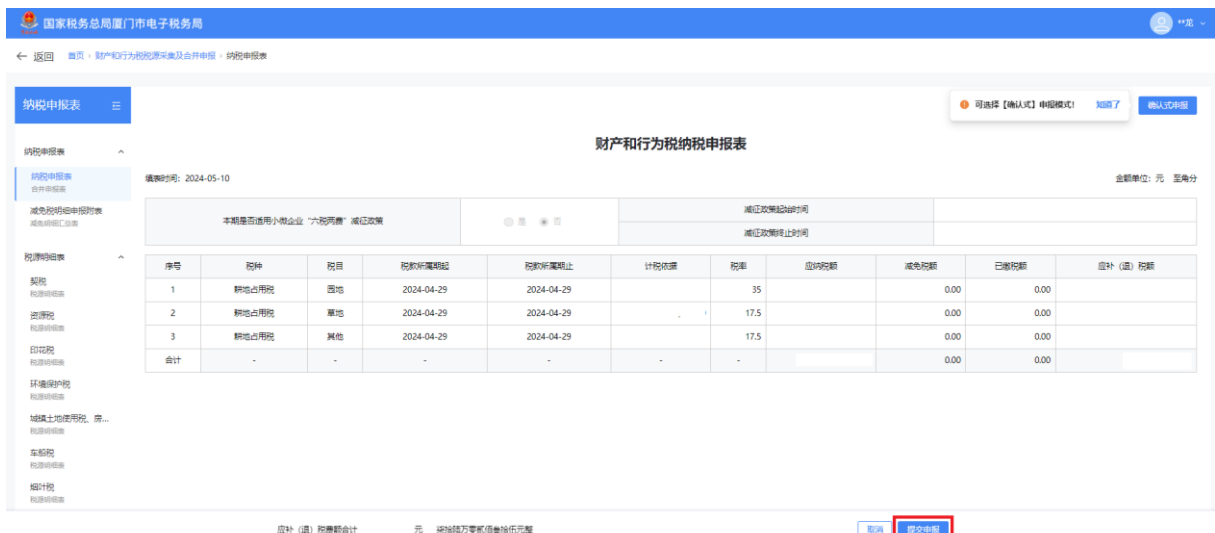 国家税务总局厦门市电子税务局
**龙
返回 首页 › 财产和行为税税源采集及合并申报 › 纳税申报表
纳税申报表
可选择【确认式】申报模式! 知道了 确认式申报
财产和行为税纳税申报表
纳税申报表
纳税申报表
合并申报表
填表时间: 2024-05-10 金额单位: 元 至角分
减免税明细申报附表
减免明细汇总表
本期是否适用小微企业“六税两费”减征政策 是 否 减征政策起始时间
减征政策终止时间
税源明细表
序号 税种 税目 税款所属期起 税款所属期止 计税依据 税率 应纳税额 减免税额 已缴税额 应补(退)税额
1 耕地占用税 园地 2024-04-29 2024-04-29 35 0.00 0.00
2 耕地占用税 草地 2024-04-29 2024-04-29 17.5 0.00 0.00
3 耕地占用税 其他 2024-04-29 2024-04-29 17.5 0.00 0.00
合计 - - - - - - 0.00 0.00
契税
税源明细表
资源税
税源明细表
印花税
税源明细表
环境保护税
税源明细表
城镇土地使用税、房...
税源明细表
车船税
税源明细表
烟叶税
税源明细表
应补(退)税费额合计 元 柒拾陆万零贰佰叁拾伍元整 取消 提交申报